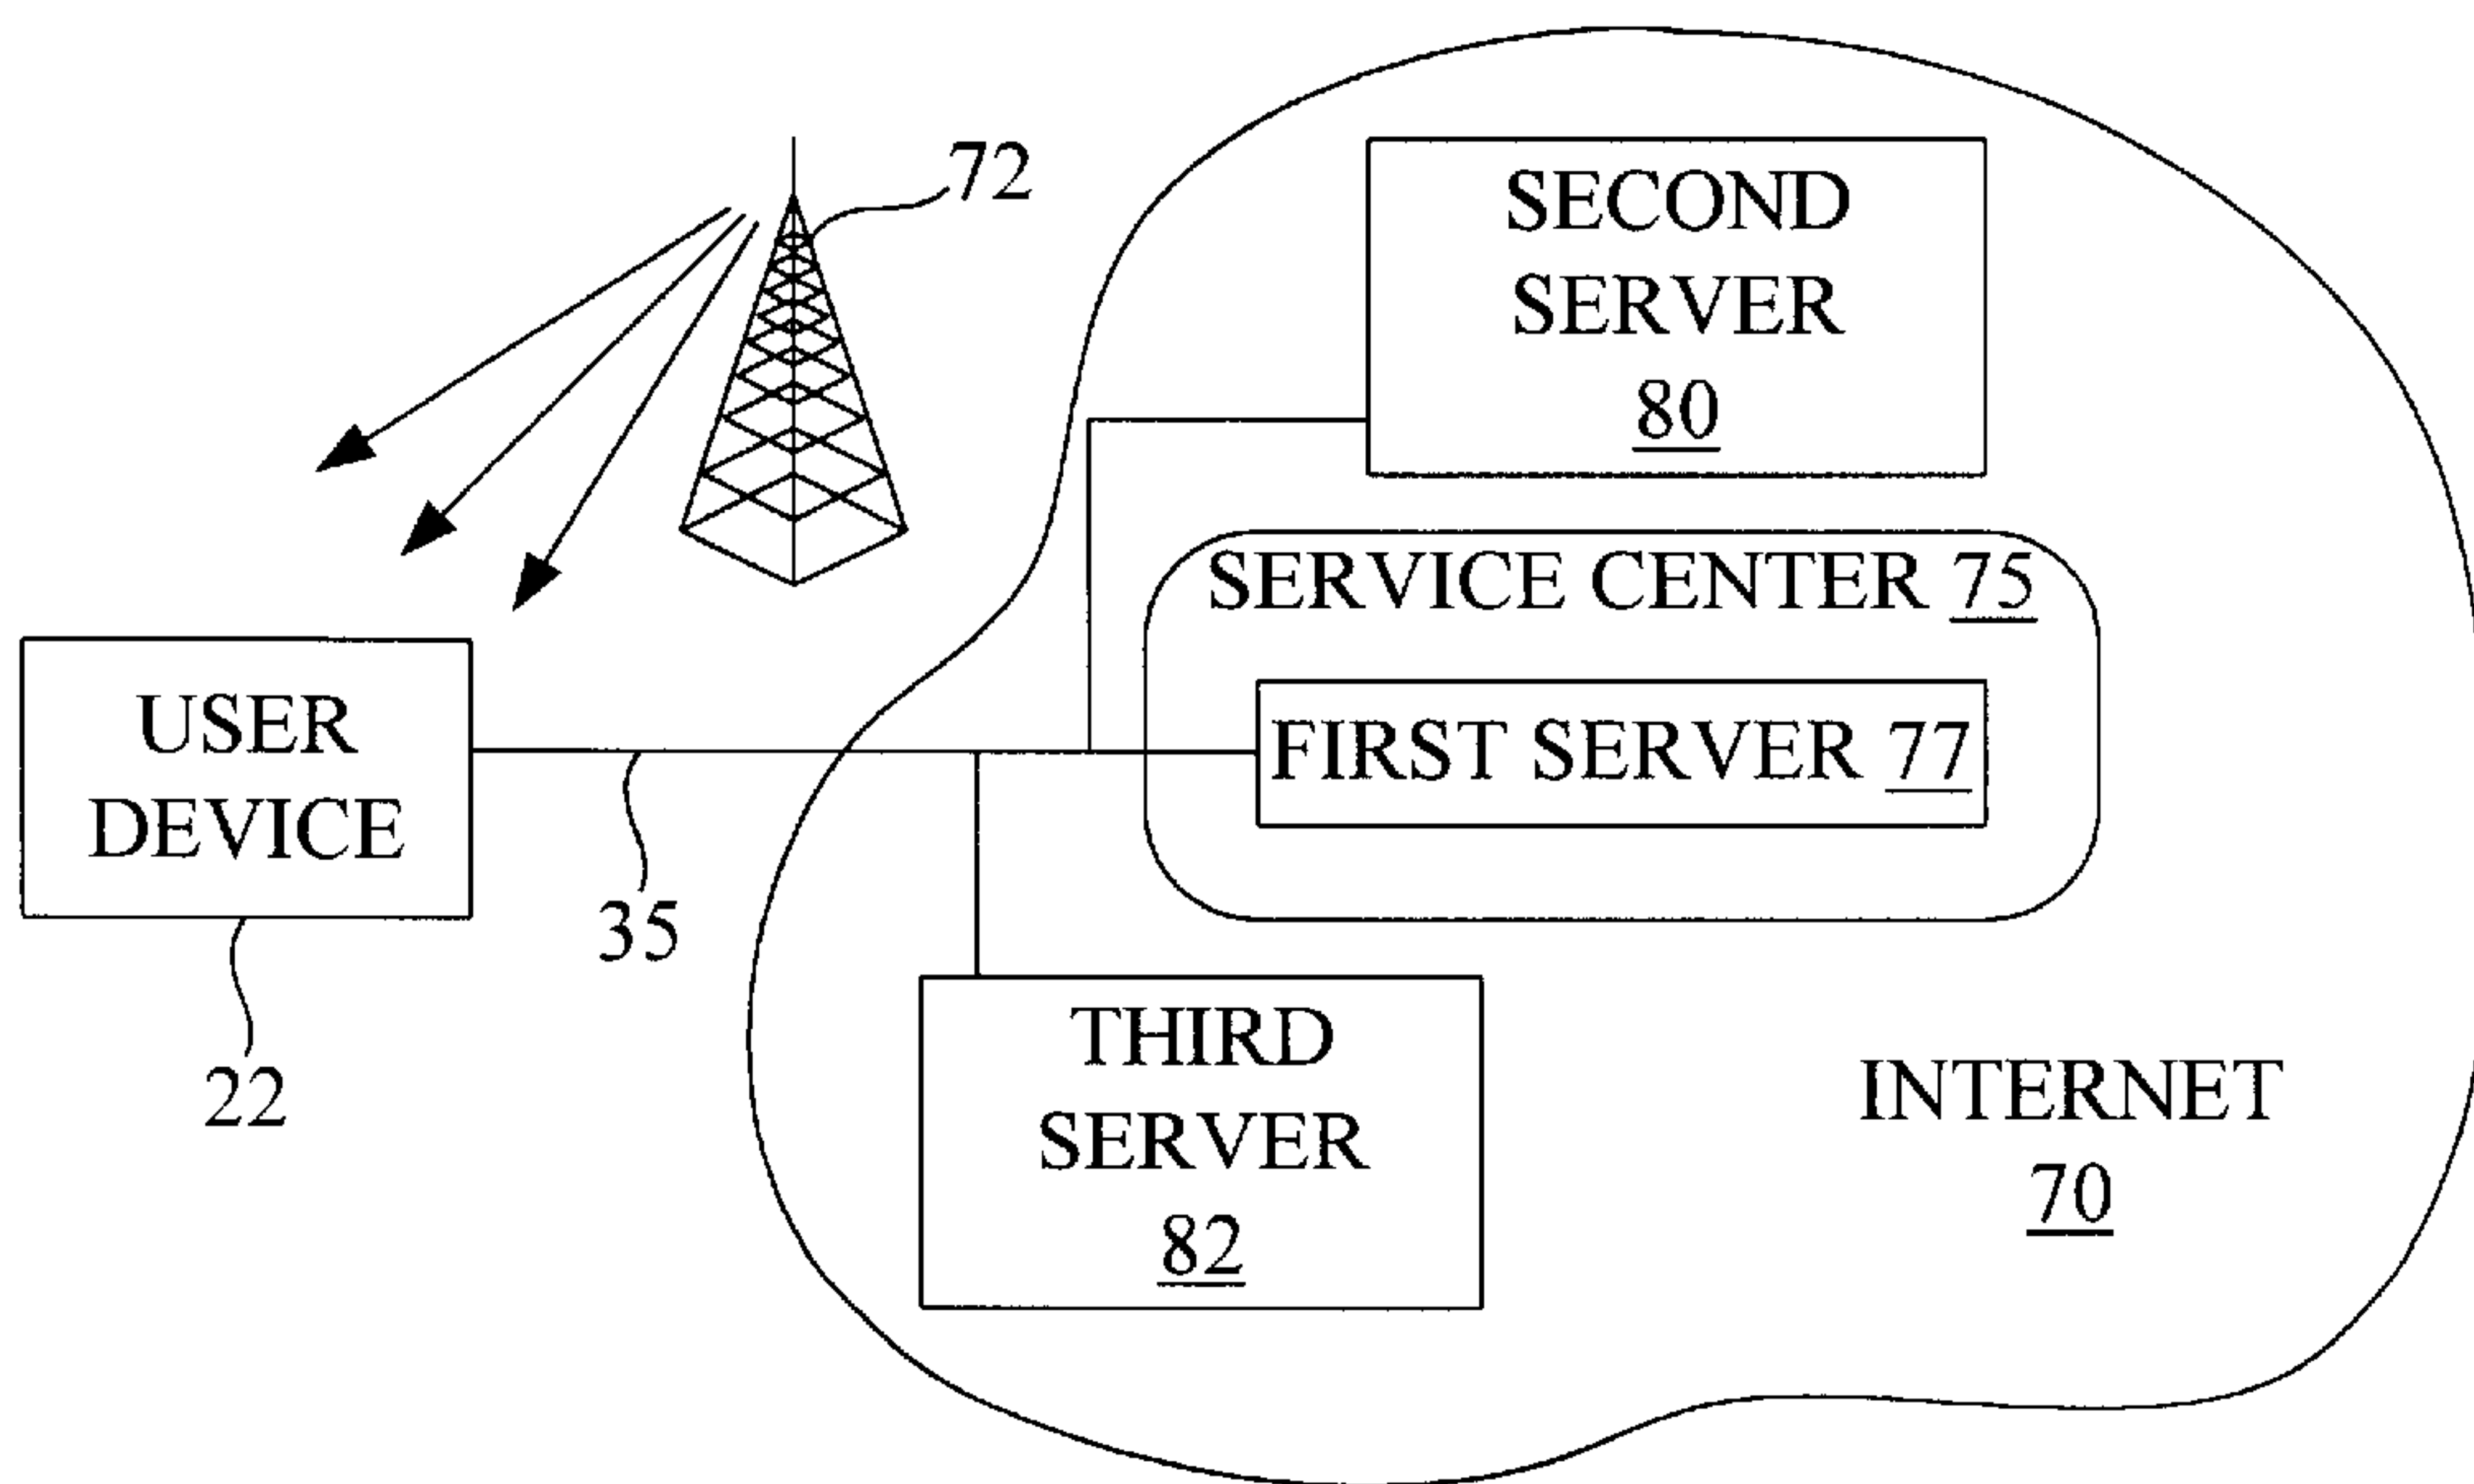 72
SECOND
SERVER
80
SERVICE CENTER 75
FIRST SERVER 77
USER
DEVICE
35
22
THIRD
SERVER
82
INTERNET
70